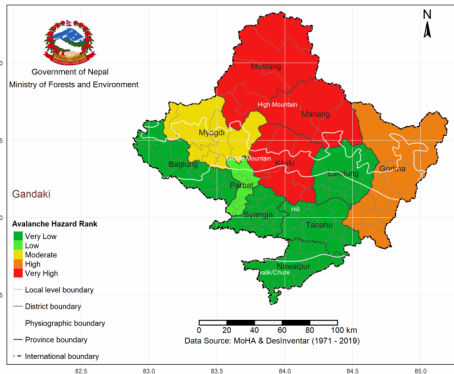 N
Government of Nepal
Ministry of Forests and Environment
Mustang
High Mountain
Manang
Myagdi
Middle Mountain
Baglung
Kaski
Lamjung
Gorkha
Parbat
Gandaki
Syangja
Hill
Tanahu
Nawalpur
Avalanche Hazard Rank
Very Low
Low
Moderate
High
Very High
Local level boundary
District boundary
Physiographic boundary
Province boundary
International boundary
0 20 40 60 80 100 km
Data Source: MoHA & DesInventar (1971 - 2019)
82.5 83.0 83.5 84.0 84.5 85.0